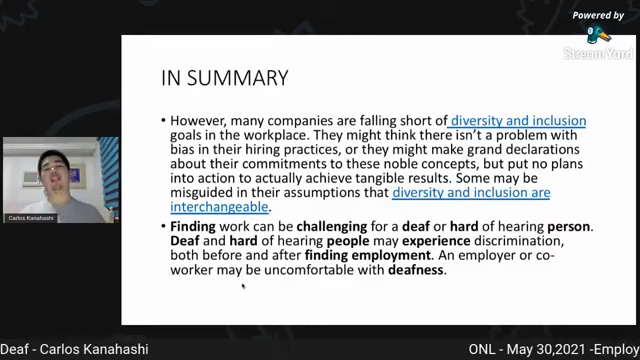 Powered by
StreamYard
IN SUMMARY
• However, many companies are falling short of diversity and inclusion
goals in the workplace. They might think there isn't a problem with
bias in their hiring practices, or they might make grand declarations
about their commitments to these noble concepts, but put no plans
into action to actually achieve tangible results. Some may be
misguided in their assumptions that diversity and inclusion are
interchangeable.
• Finding work can be challenging for a deaf or hard of hearing person.
Deaf and hard of hearing people may experience discrimination,
both before and after finding employment. An employer or co-
worker may be uncomfortable with deafness.
Carlos Kanahashi
Deaf - Carlos Kanahashi
ONL - May 30,2021 -Employ